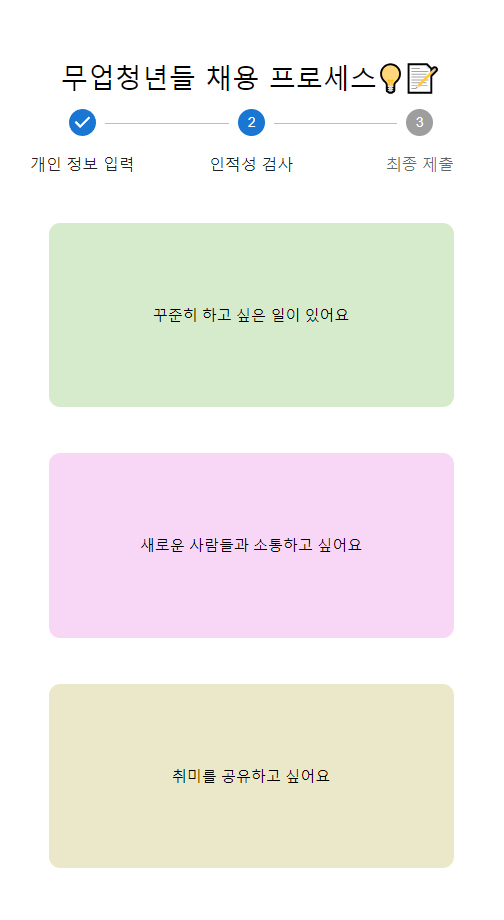 무업청년들 채용 프로세스💡📝
2 3
개인 정보 입력 인적성 검사 최종 제출
꾸준히 하고 싶은 일이 있어요
새로운 사람들과 소통하고 싶어요
취미를 공유하고 싶어요